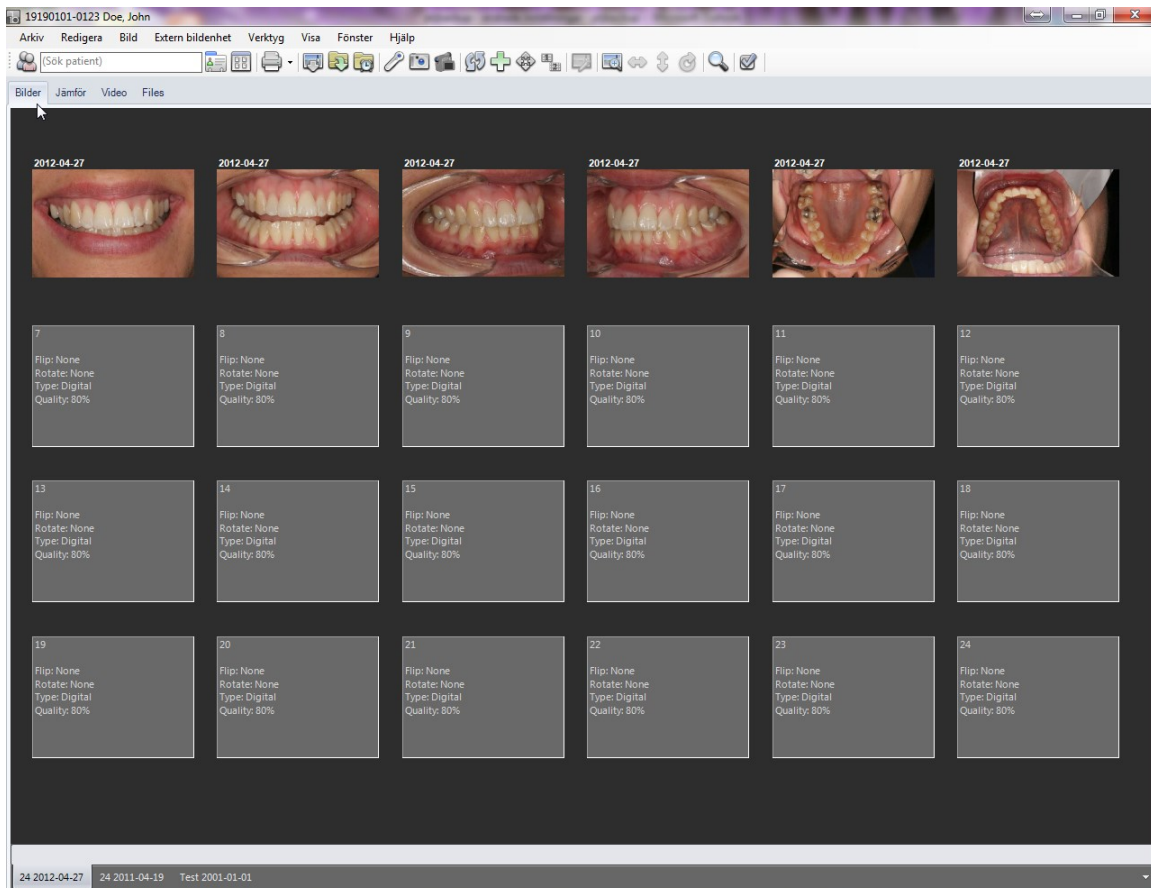 19190101-0123 Doe, John
Arkiv Redigera Bild Extern bildenhet Verktyg Visa Fönster Hjälp
(Sök patient)
Bilder Jämför Video Files
2012-04-27 2012-04-27 2012-04-27 2012-04-27 2012-04-27 2012-04-27
7 8 9 10 11 12
Flip: None Flip: None Flip: None Flip: None Flip: None Flip: None
Rotate: None Rotate: None Rotate: None Rotate: None Rotate: None Rotate: None
Type: Digital Type: Digital Type: Digital Type: Digital Type: Digital Type: Digital
Quality: 80% Quality: 80% Quality: 80% Quality: 80% Quality: 80% Quality: 80%
13 14 15 16 17 18
Flip: None Flip: None Flip: None Flip: None Flip: None Flip: None
Rotate: None Rotate: None Rotate: None Rotate: None Rotate: None Rotate: None
Type: Digital Type: Digital Type: Digital Type: Digital Type: Digital Type: Digital
Quality: 80% Quality: 80% Quality: 80% Quality: 80% Quality: 80% Quality: 80%
19 20 21 22 23 24
Flip: None Flip: None Flip: None Flip: None Flip: None Flip: None
Rotate: None Rotate: None Rotate: None Rotate: None Rotate: None Rotate: None
Type: Digital Type: Digital Type: Digital Type: Digital Type: Digital Type: Digital
Quality: 80% Quality: 80% Quality: 80% Quality: 80% Quality: 80% Quality: 80%
24 2012-04-27 24 2011-04-19 Test 2001-01-01